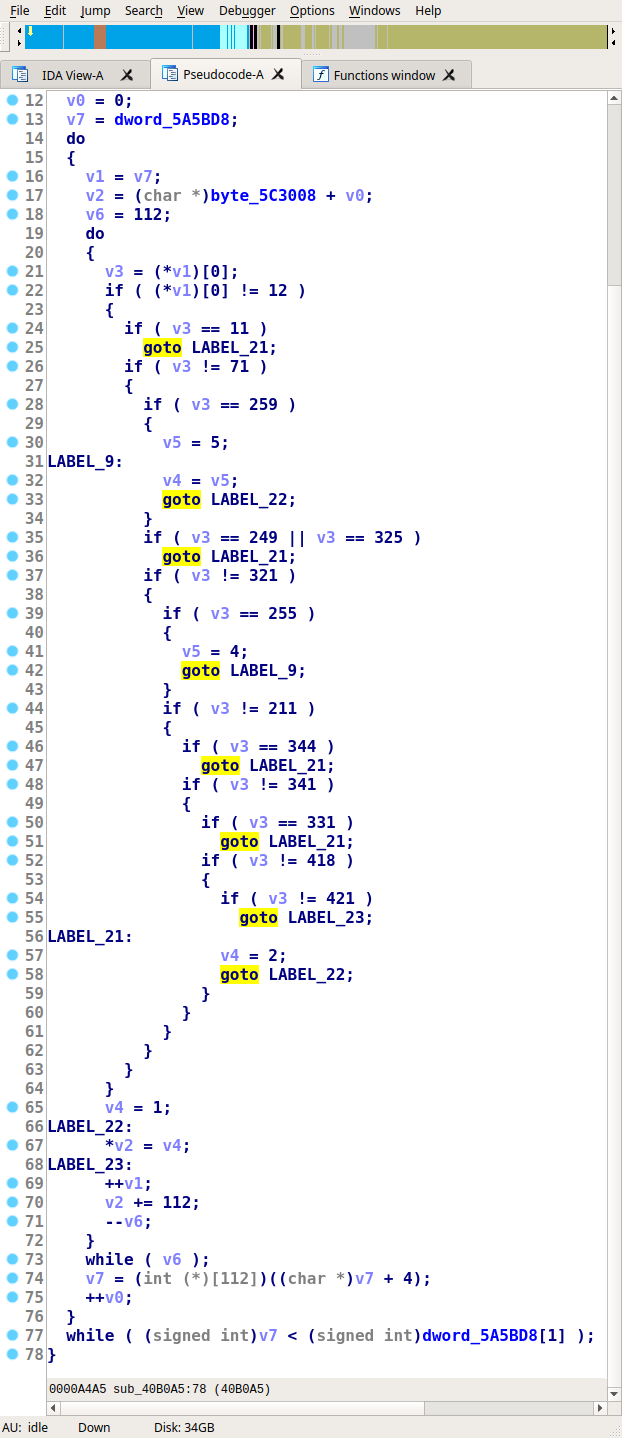 File Edit Jump Search View Debugger Options Windows Help
IDA View-A Pseudocode-A Functions window
12 v0 = 0;
13 v7 = dword_5A5BD8;
14 do
15 {
16 v1 = v7;
17 v2 = (char *)byte_5C3008 + v0;
18 v6 = 112;
19 do
20 {
21 v3 = (*v1)[0];
22 if ( (*v1)[0] != 12 )
23 {
24 if ( v3 == 11 )
25 goto LABEL_21;
26 if ( v3 != 71 )
27 {
28 if ( v3 == 259 )
29 {
30 v5 = 5;
31 LABEL_9:
32 v4 = v5;
33 goto LABEL_22;
34 }
35 if ( v3 == 249 || v3 == 325 )
36 goto LABEL_21;
37 if ( v3 != 321 )
38 {
39 if ( v3 == 255 )
40 {
41 v5 = 4;
42 goto LABEL_9;
43 }
44 if ( v3 != 211 )
45 {
46 if ( v3 == 344 )
47 goto LABEL_21;
48 if ( v3 != 341 )
49 {
50 if ( v3 == 331 )
51 goto LABEL_21;
52 if ( v3 != 418 )
53 {
54 if ( v3 != 421 )
55 goto LABEL_23;
56 LABEL_21:
57 v4 = 2;
58 goto LABEL_22;
59 }
60 }
61 }
62 }
63 }
64 }
65 v4 = 1;
66 LABEL_22:
67 *v2 = v4;
68 LABEL_23:
69 ++v1;
70 v2 += 112;
71 --v6;
72 }
73 while ( v6 );
74 v7 = (int (*)[112])((char *)v7 + 4);
75 ++v0;
76 }
77 while ( (signed int)v7 < (signed int)dword_5A5BD8[1] );
78 }
0000A4A5 sub_40B0A5:78 (40B0A5)
AU: idle Down Disk: 34GB